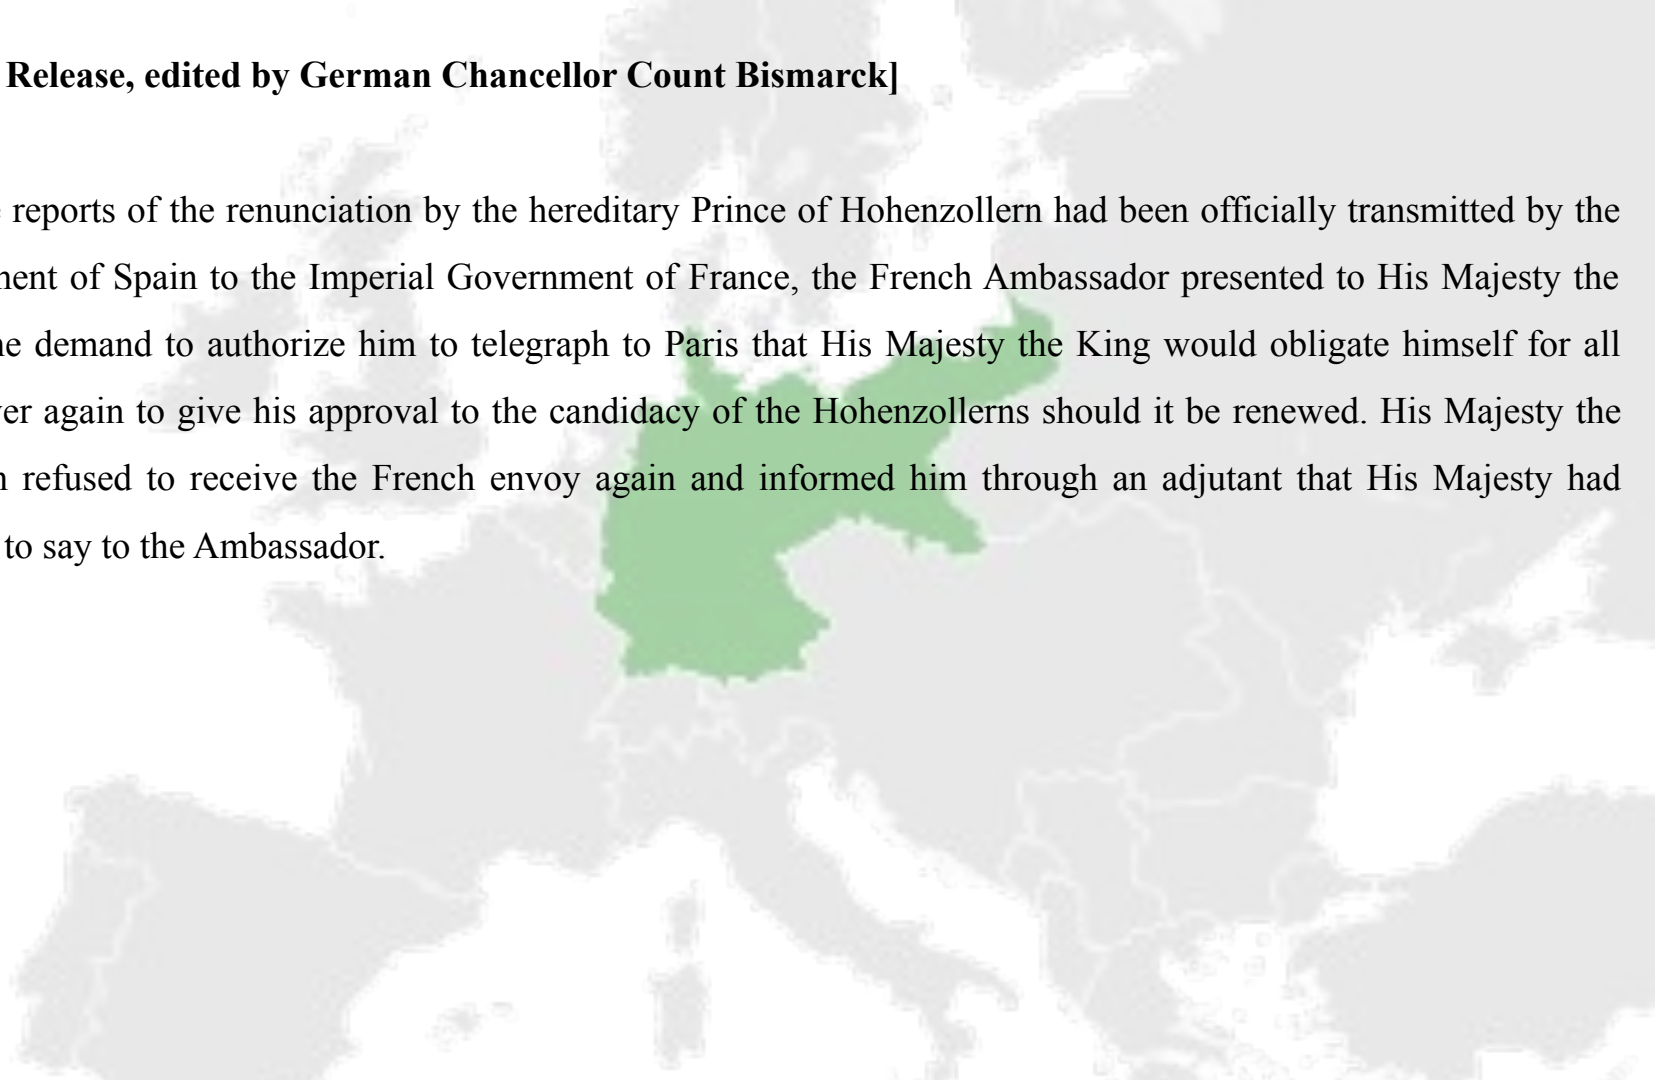 Release, edited by German Chancellor Count Bismarck]
reports of the renunciation by the hereditary Prince of Hohenzollern had been officially transmitted by the
ment of Spain to the Imperial Government of France, the French Ambassador presented to His Majesty the
he demand to authorize him to telegraph to Paris that His Majesty the King would obligate himself for all
ver again to give his approval to the candidacy of the Hohenzollerns should it be renewed. His Majesty the
n refused to receive the French envoy again and informed him through an adjutant that His Majesty had
to say to the Ambassador.